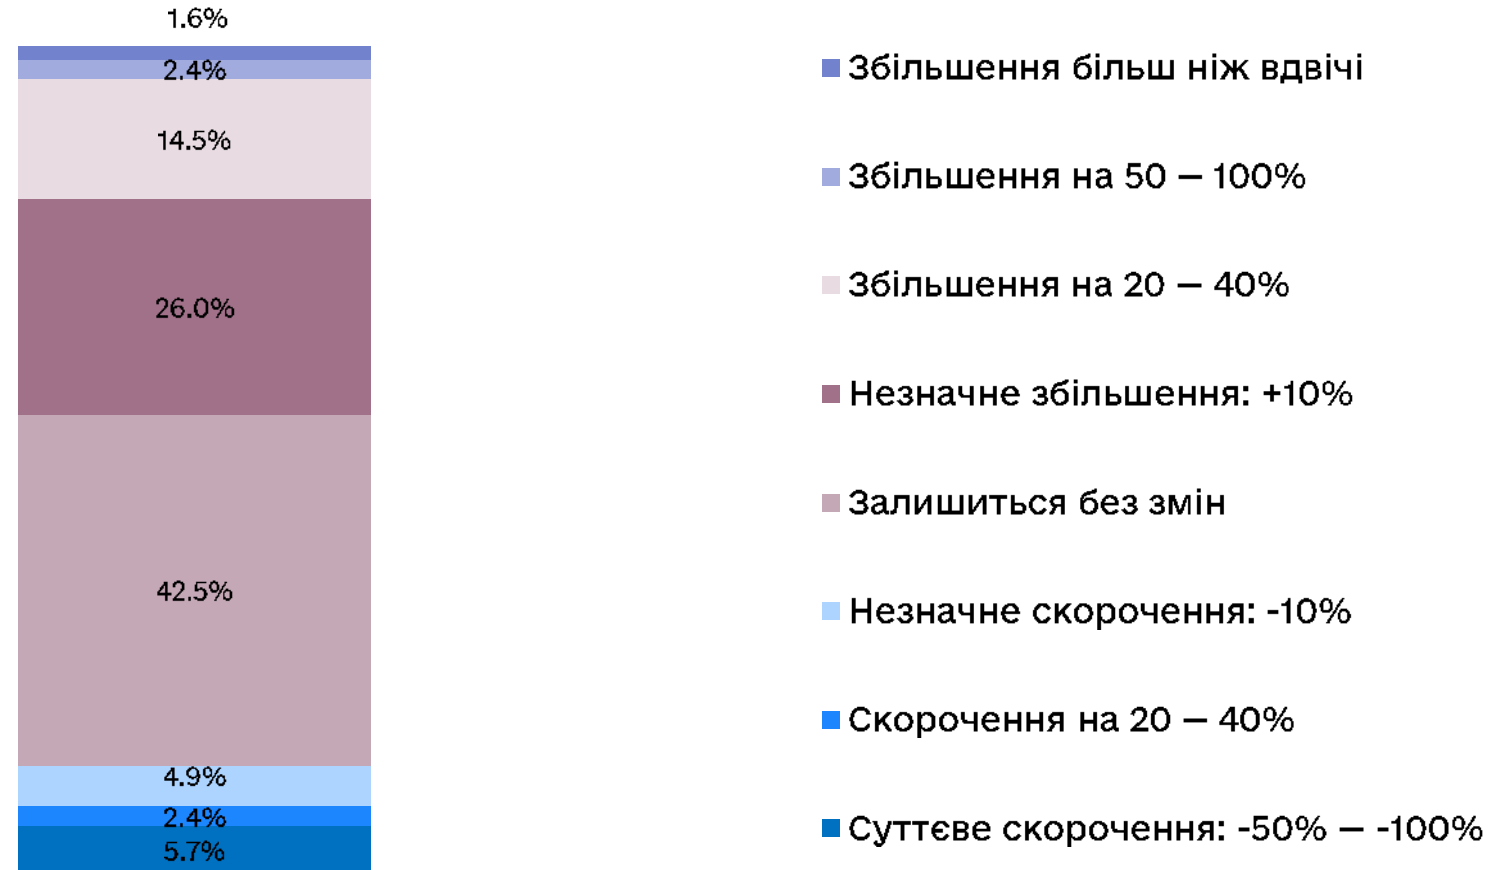 1.6%
2.4%
14.5%
26.0%
42.5%
4.9%
2.4%
5.7%
Збільшення більш ніж вдвічі
Збільшення на 50 – 100%
Збільшення на 20 – 40%
Незначне збільшення: +10%
Залишиться без змін
Незначне скорочення: -10%
Скорочення на 20 – 40%
Суттєве скорочення: -50% – -100%